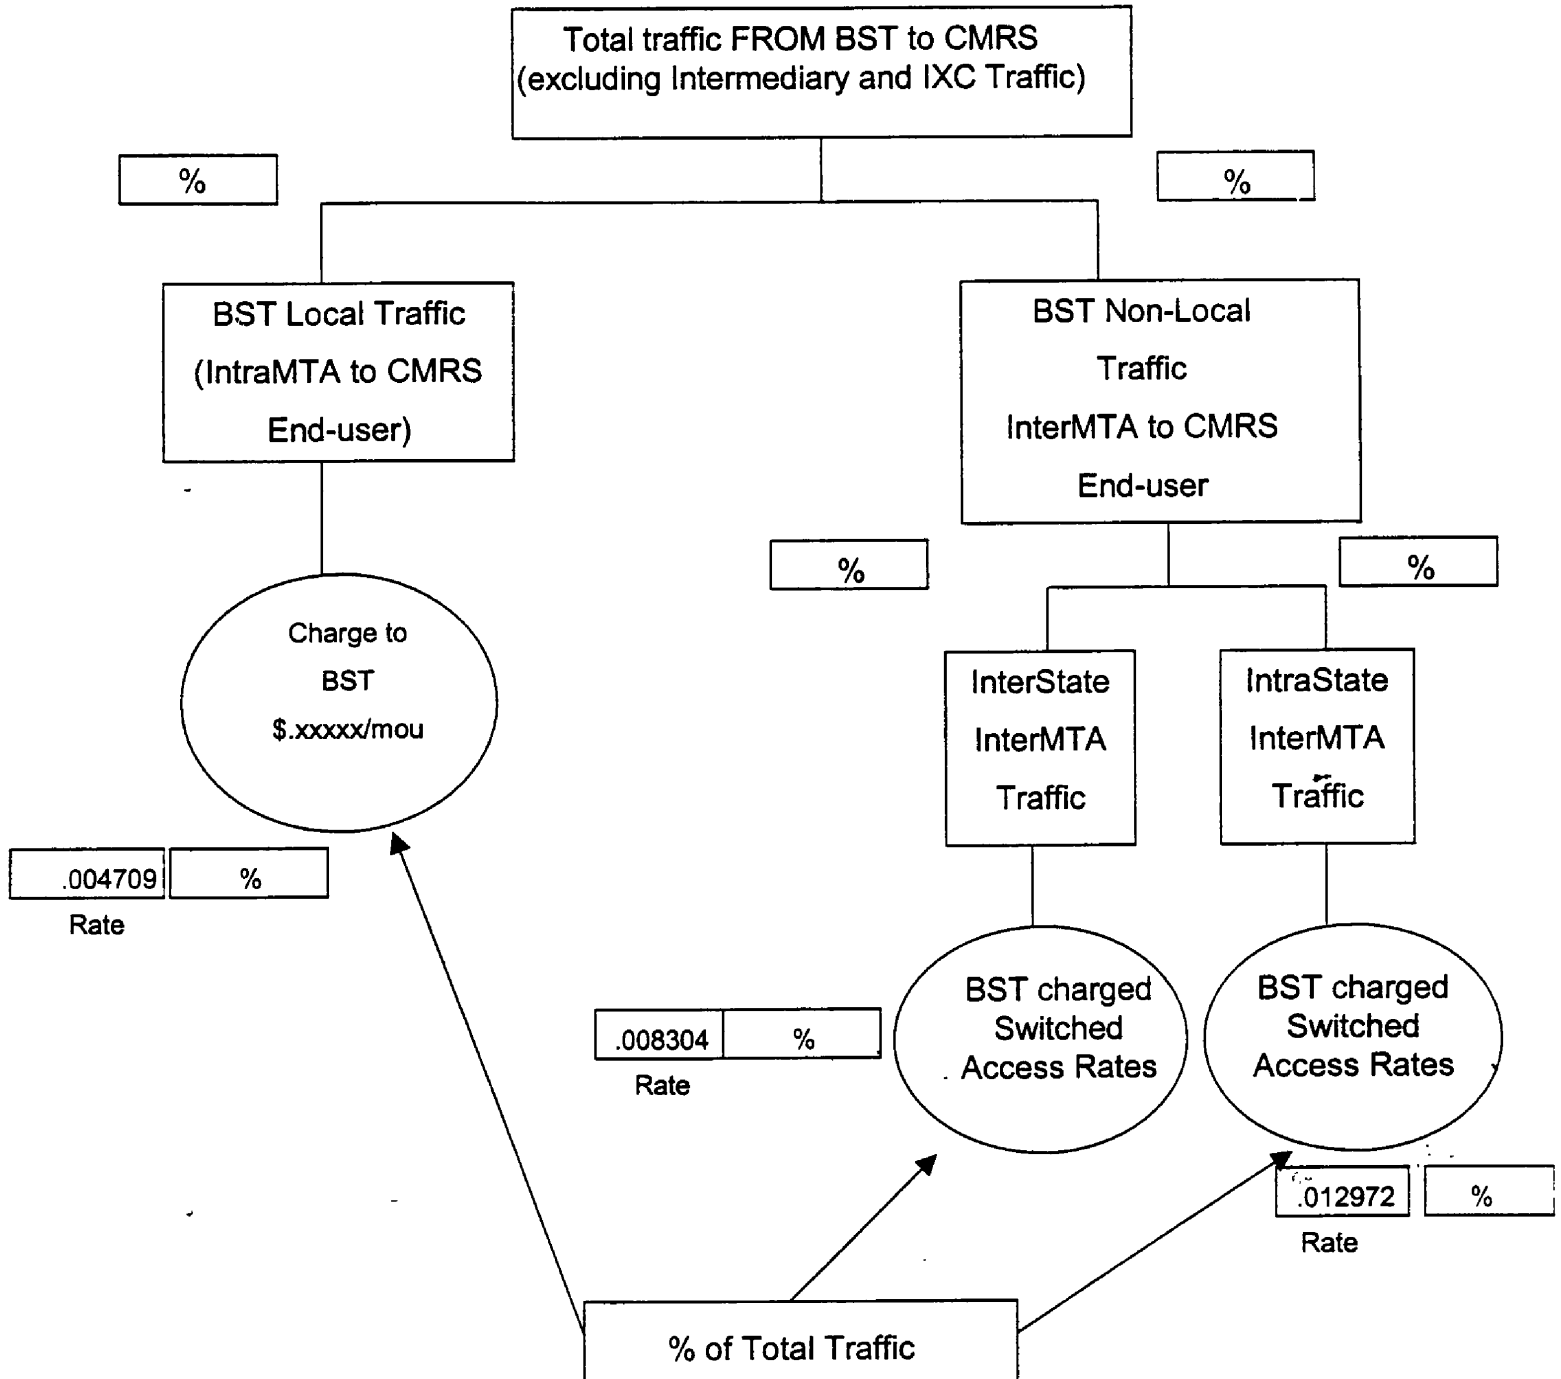 Total traffic FROM BST to CMRS
(excluding Intermediary and IXC Traffic)
%
%
BST Local Traffic
(IntraMTA to CMRS
End-user)
BST Non-Local
Traffic
InterMTA to CMRS
End-user
%
%
Charge to
BST
$.xxxxx/mou
InterState
InterMTA
Traffic
IntraState
InterMTA
Traffic
.004709
%
Rate
BST charged
Switched
Access Rates
BST charged
Switched
Access Rates
.008304
%
Rate
.012972
%
Rate
% of Total Traffic